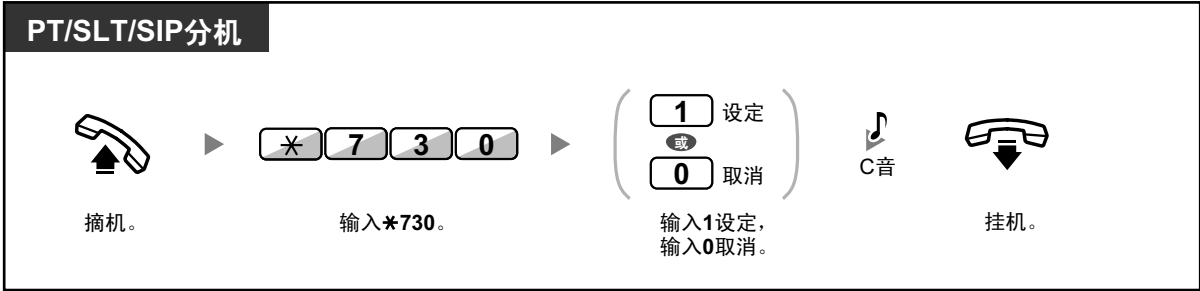 PT/SLT/SIP分机
1 设定
或
0 取消
✱ 7 3 0
C音
摘机。
输入✱730。
输入1设定，
输入0取消。
挂机。